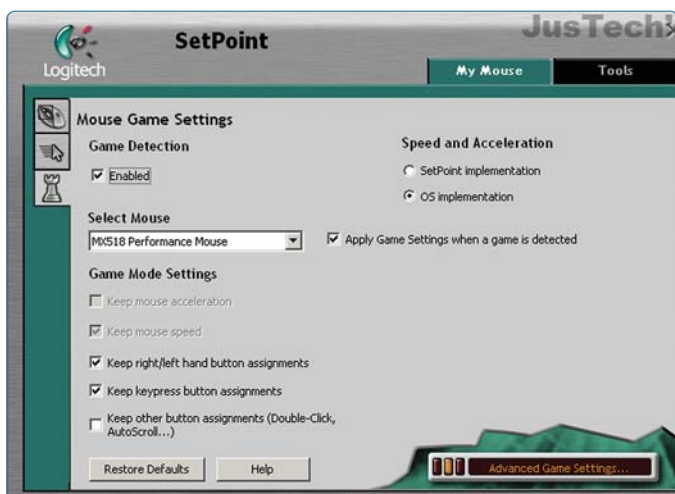 JusTech'
SetPoint
Logitech
My Mouse
Tools
Mouse Game Settings
Game Detection
Enabled
Speed and Acceleration
SetPoint implementation
OS implementation
Select Mouse
MX518 Performance Mouse
Apply Game Settings when a game is detected
Game Mode Settings
Keep mouse acceleration
Keep mouse speed
Keep right/left hand button assignments
Keep keypress button assignments
Keep other button assignments (Double-Click,
AutoScroll...)
Restore Defaults
Help
Advanced Game Settings...